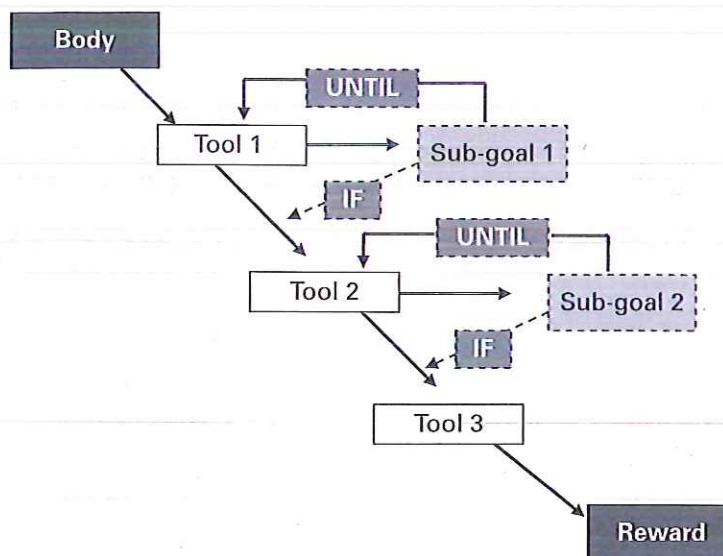 Body
UNTIL
Tool 1
Sub-goal 1
IF
UNTIL
Tool 2
Sub-goal 2
IF
Tool 3
Reward